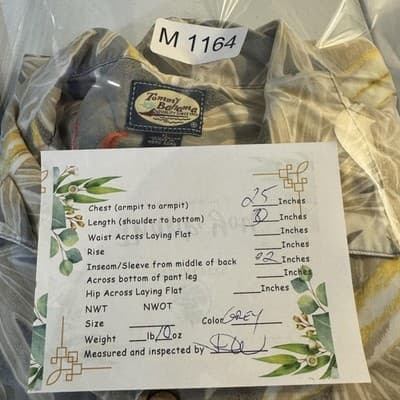 M 1164
Tommy
Bahama
Chest (armpit to armpit) 25 Inches
Length (shoulder to bottom) Inches
Waist Across Laying Flat Inches
Rise Inches
Inseam/Sleeve from middle of back Inches
Across bottom of pant leg Inches
Hip Across Laying Flat Inches
NWT NWOT
Size Color GREY
Weight lb 10 oz
Measured and inspected by